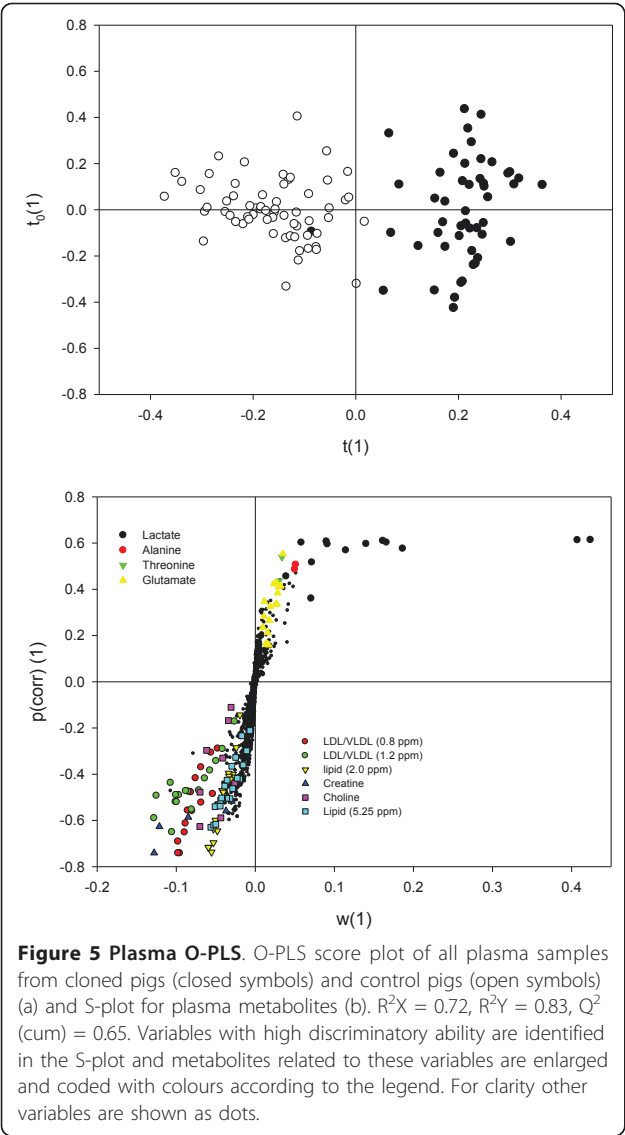 0.8
0.6
0.4
0.2
0.0
-0.2
-0.4
-0.6
-0.8
t₀(1)
-0.4 -0.2 0.0 0.2 0.4
t(1)
0.8
0.6
0.4
0.2
0.0
-0.2
-0.4
-0.6
-0.8
p(corr) (1)
Lactate
Alanine
Threonine
Glutamate
LDL/VLDL (0.8 ppm)
LDL/VLDL (1.2 ppm)
lipid (2.0 ppm)
Creatine
Choline
Lipid (5.25 ppm)
-0.2 -0.1 0.0 0.1 0.2 0.3 0.4
w(1)
Figure 5 Plasma O-PLS. O-PLS score plot of all plasma samples
from cloned pigs (closed symbols) and control pigs (open symbols)
(a) and S-plot for plasma metabolites (b). R²X = 0.72, R²Y = 0.83, Q²
(cum) = 0.65. Variables with high discriminatory ability are identified
in the S-plot and metabolites related to these variables are enlarged
and coded with colours according to the legend. For clarity other
variables are shown as dots.